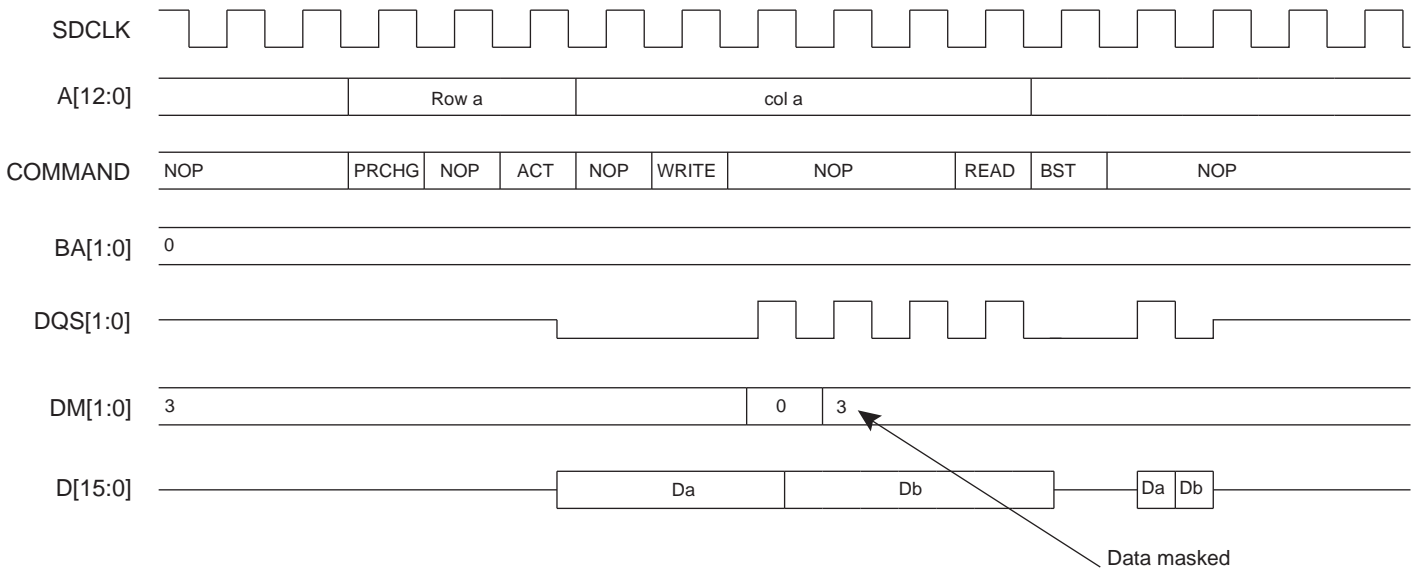 SDCLK
A[12:0] Row a col a
COMMAND NOP PRCHG NOP ACT NOP WRITE NOP READ BST NOP
BA[1:0] 0
DQS[1:0]
DM[1:0] 3 0 3
D[15:0] Da Db Da Db
Data masked